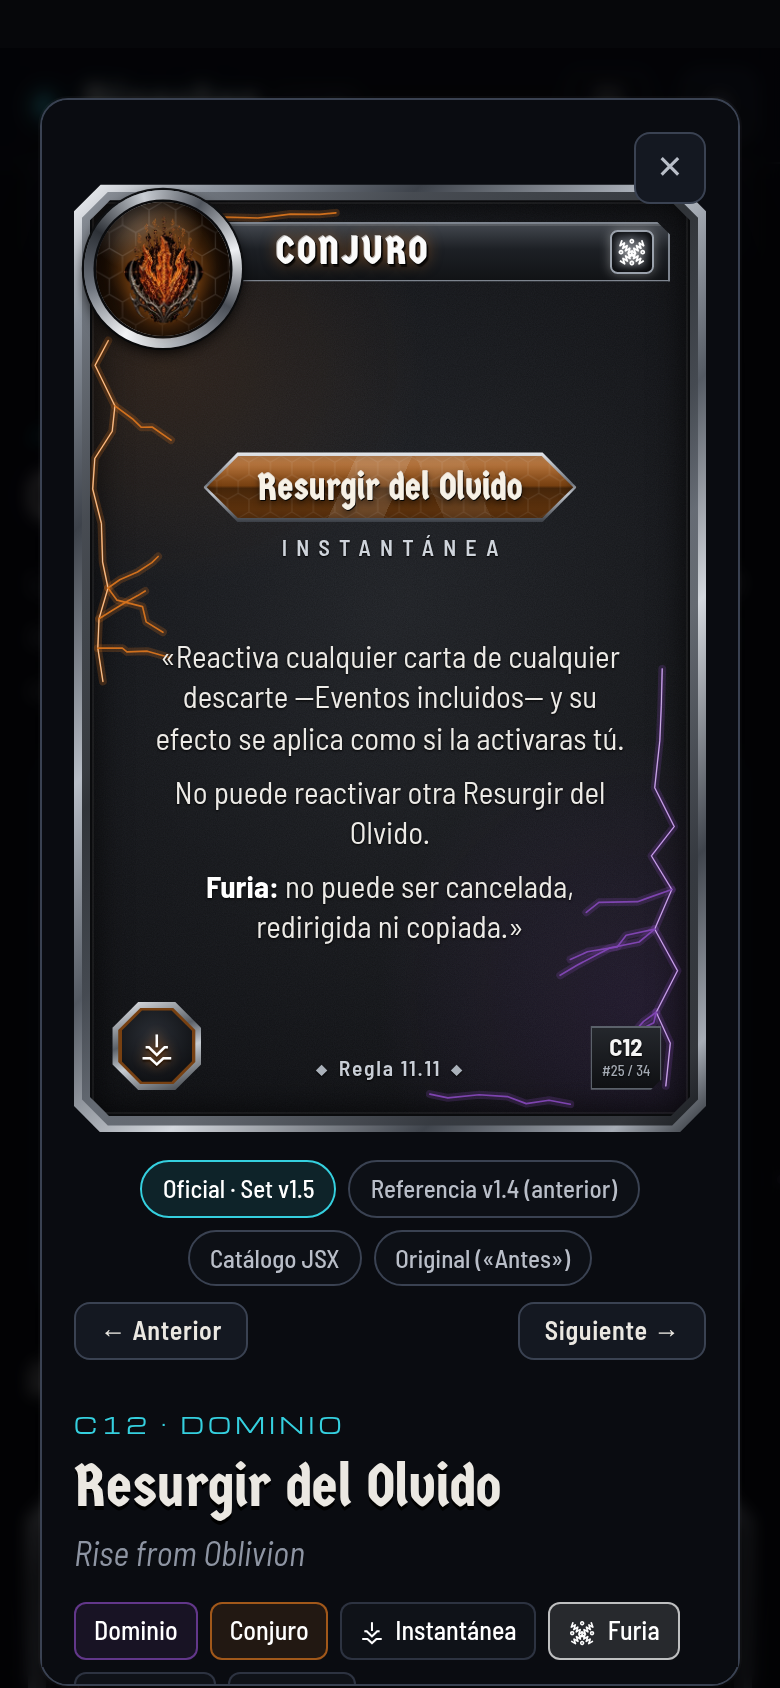 ✕
CONJURO
Resurgir del Olvido
INSTANTÁNEA
«Reactiva cualquier carta de cualquier
descarte —Eventos incluidos— y su
efecto se aplica como si la activaras tú.
No puede reactivar otra Resurgir del
Olvido.
Furia: no puede ser cancelada,
redirigida ni copiada.»
◆ Regla 11.11 ◆
C12
#25 / 34
Oficial · Set v1.5
Referencia v1.4 (anterior)
Catálogo JSX
Original («Antes»)
← Anterior
Siguiente →
C12 · DOMINIO
Resurgir del Olvido
Rise from Oblivion
Dominio
Conjuro
Instantánea
Furia